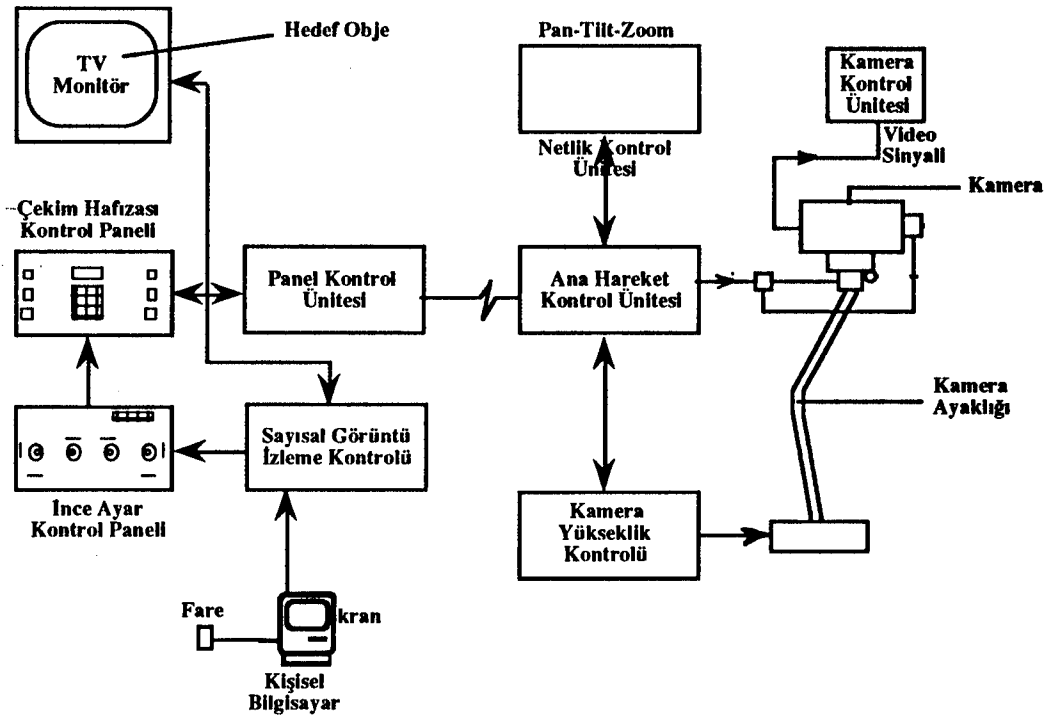 Hedef Obje
TV
Monitör
Pan-Tilt-Zoom
Netlik Kontrol
Ünitesi
Kamera
Kontrol
Ünitesi
Video
Sinyali
Kamera
Çekim Hafızası
Kontrol Paneli
Panel Kontrol
Ünitesi
Ana Hareket
Kontrol Ünitesi
Kamera
Ayaklığı
Sayısal Görüntü
İzleme Kontrolü
İnce Ayar
Kontrol Paneli
Kamera
Yükseklik
Kontrolü
Fare
kran
Kişisel
Bilgisayar